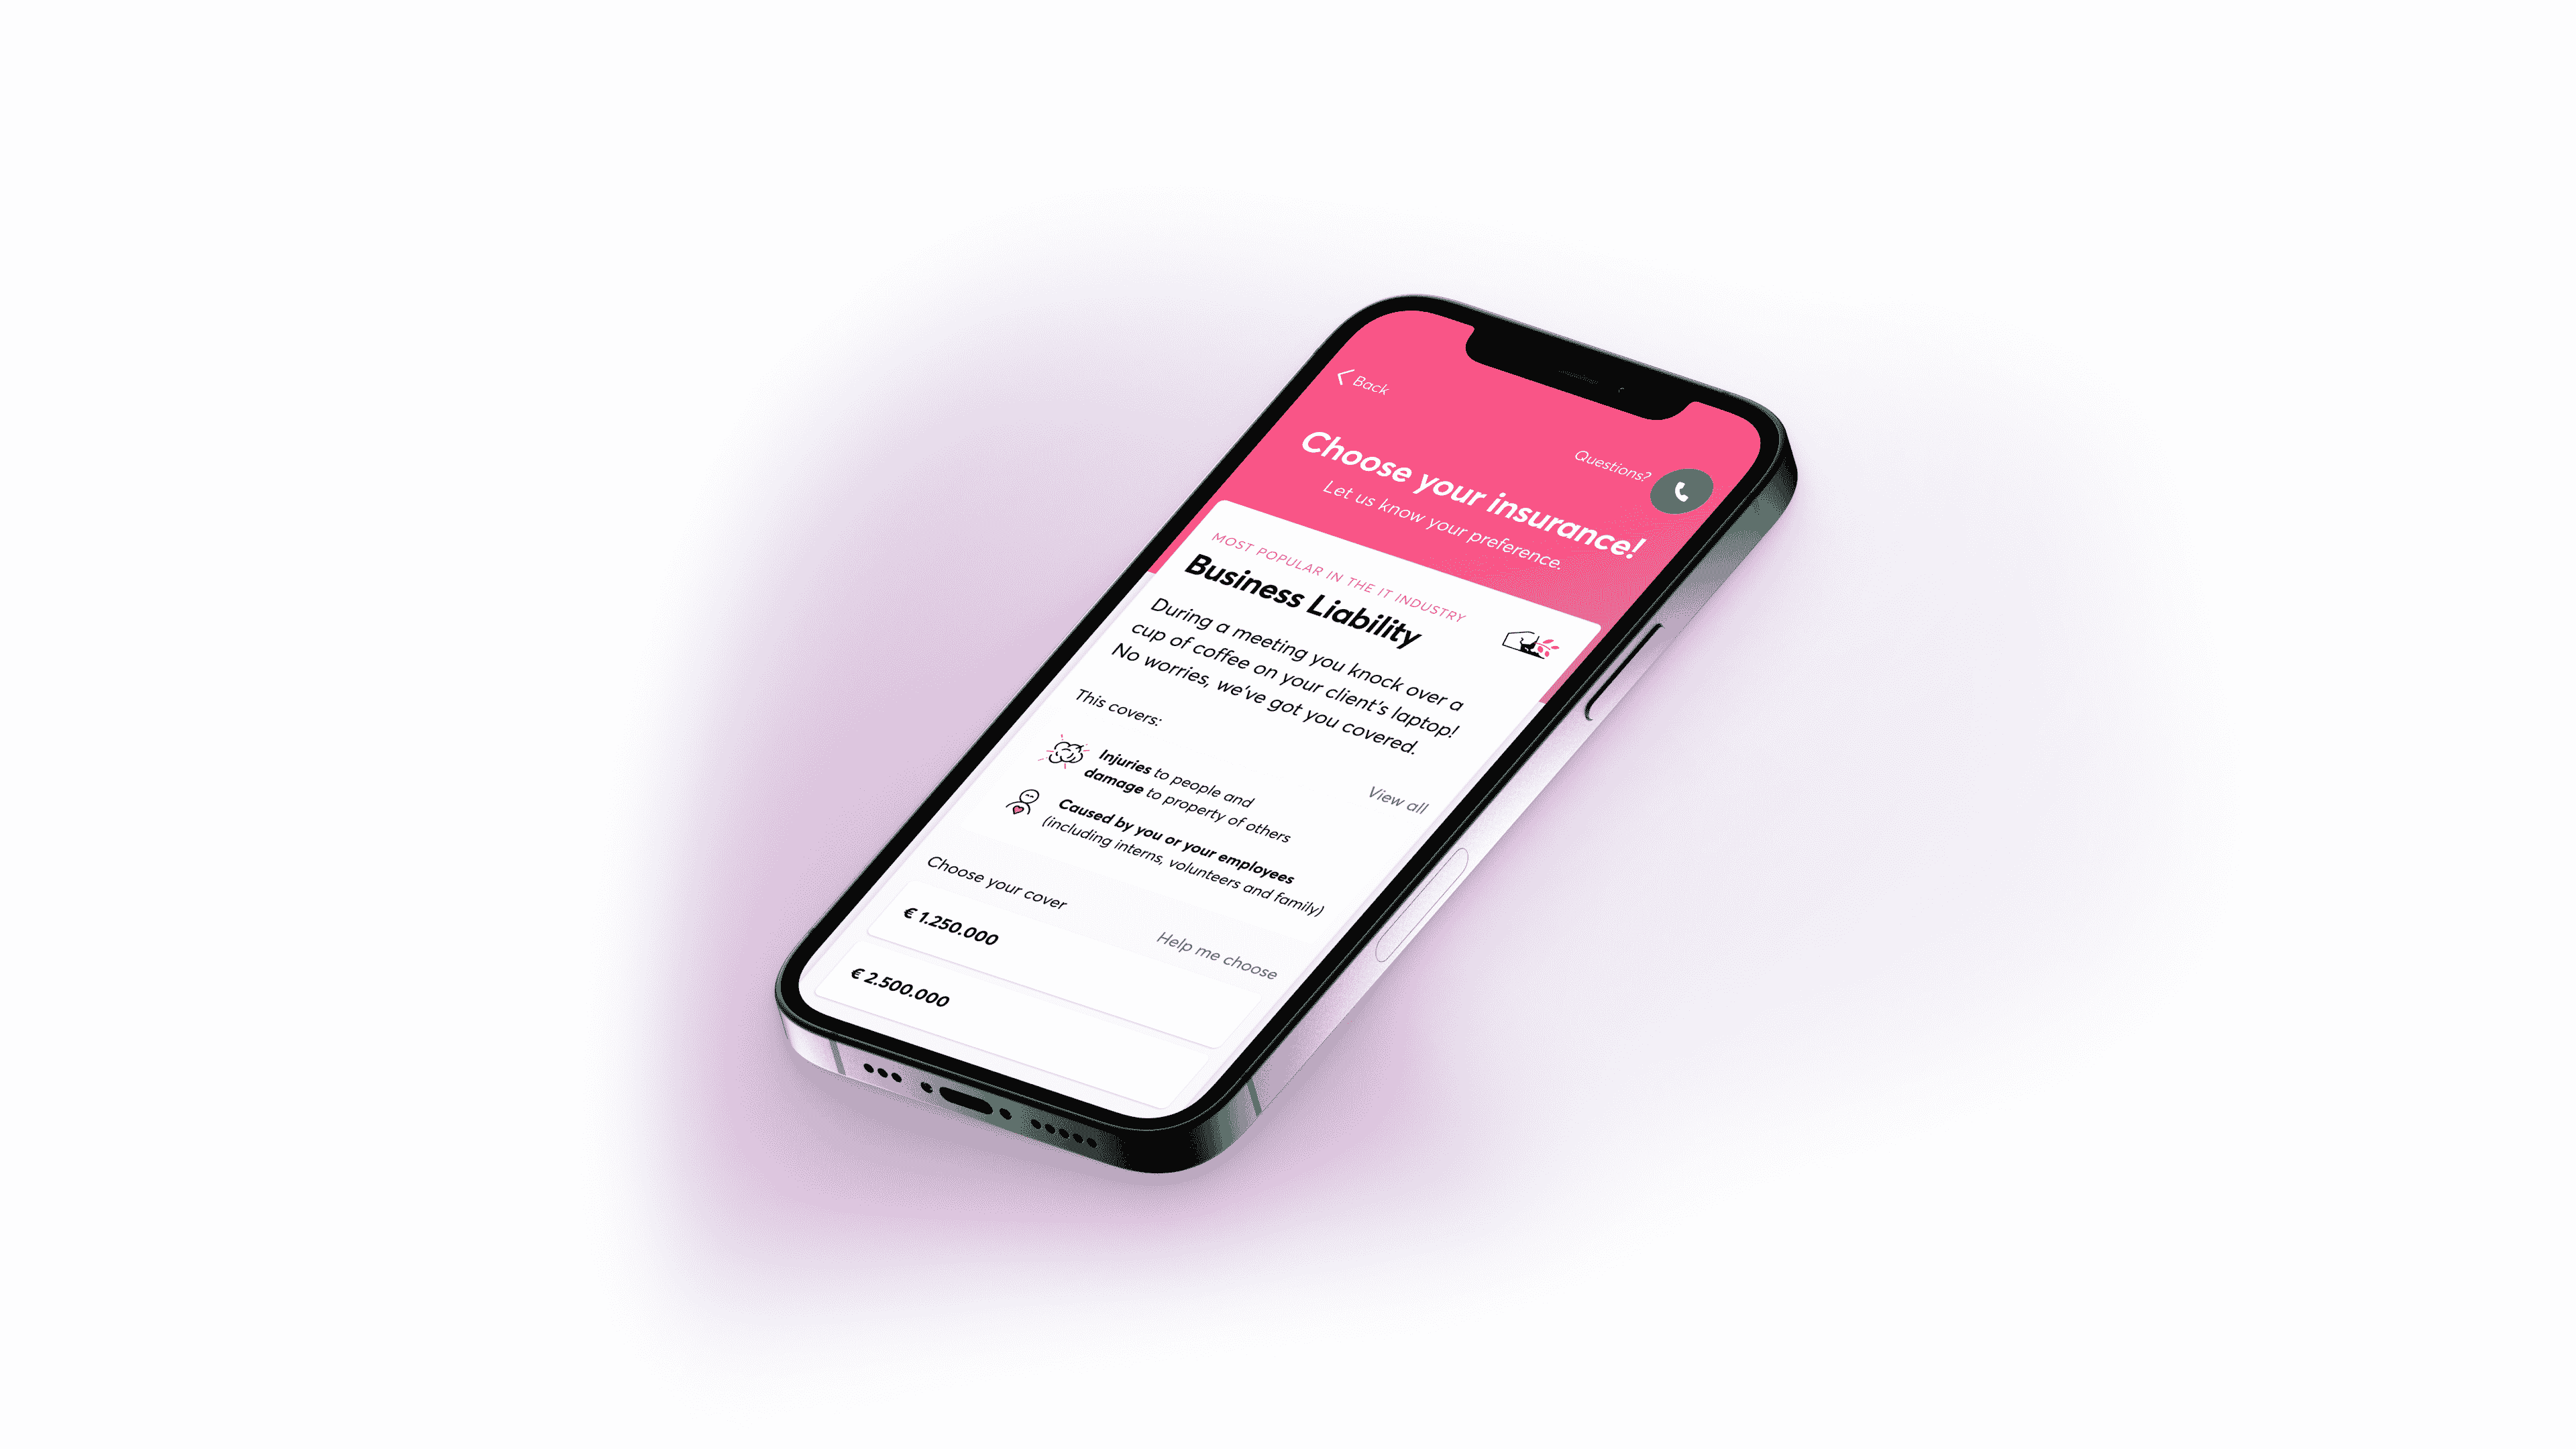 Back
Questions?
Choose your insurance!
Let us know your preference.
MOST POPULAR IN THE IT INDUSTRY
Business Liability
During a meeting you knock over a
cup of coffee on your client's laptop!
No worries, we've got you covered.
This covers:
View all
Injuries to people and
damage to property of others
Caused by you or your employees
(including interns, volunteers and family)
Choose your cover
Help me choose
€ 1.250.000
€ 2.500.000